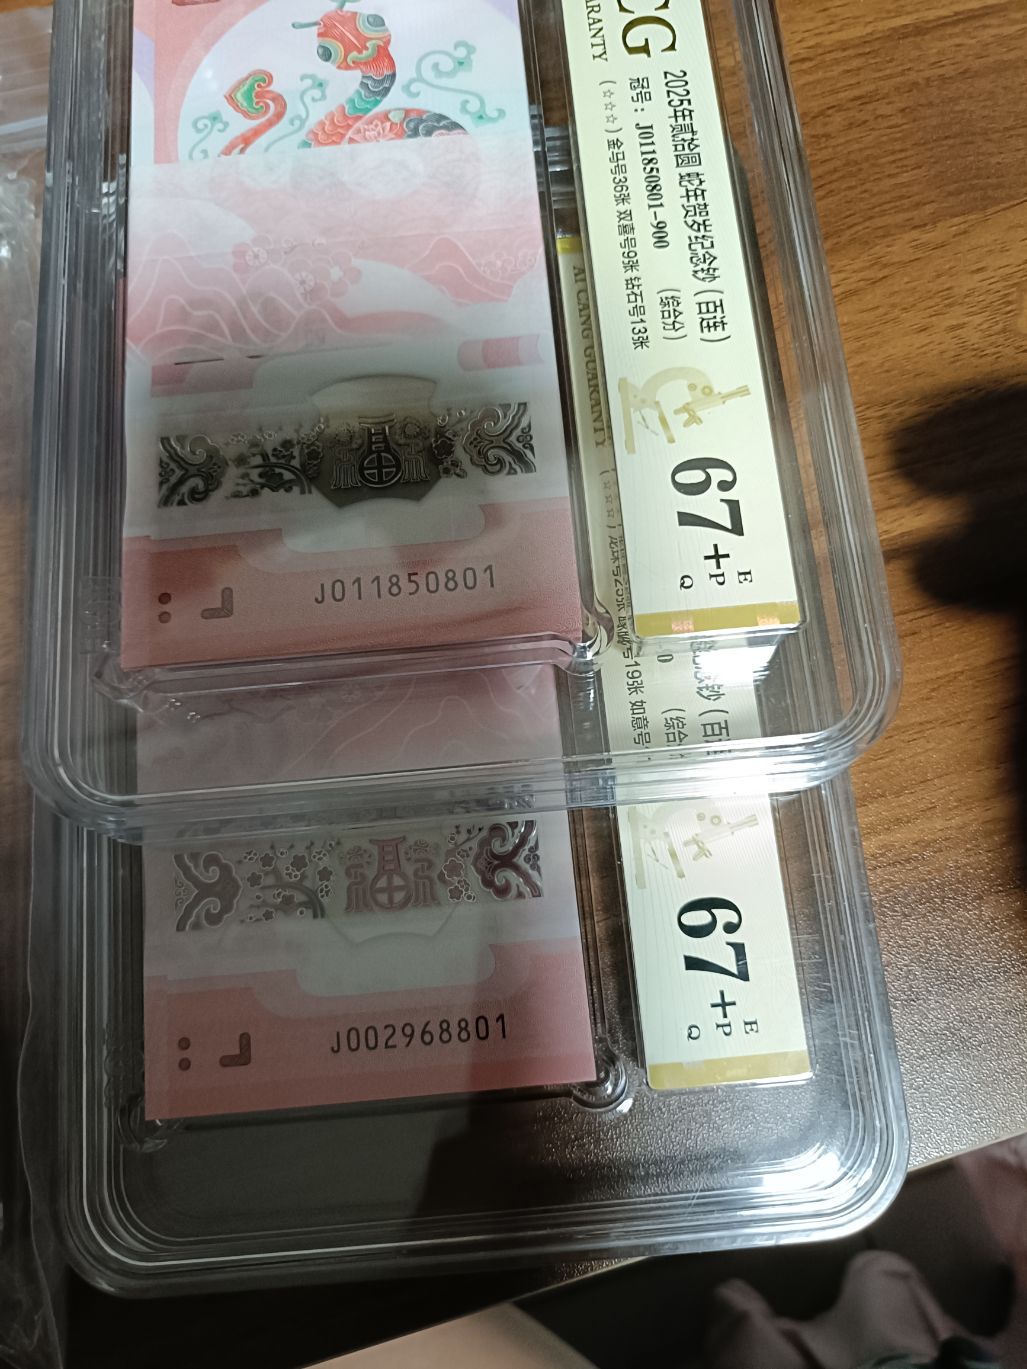 CG
RANTY
2025年贰拾圆 蛇年贺岁纪念钞（百连）
冠号：J011850801-900 （综合分）
（☆☆☆）金马号36张 双喜号9张 钻石号13张
67+
E
P
Q
J011850801
AI CANG GUARANTY
号19张 如意号
0
（综合
念钞（百
67+
E
P
Q
J002968801